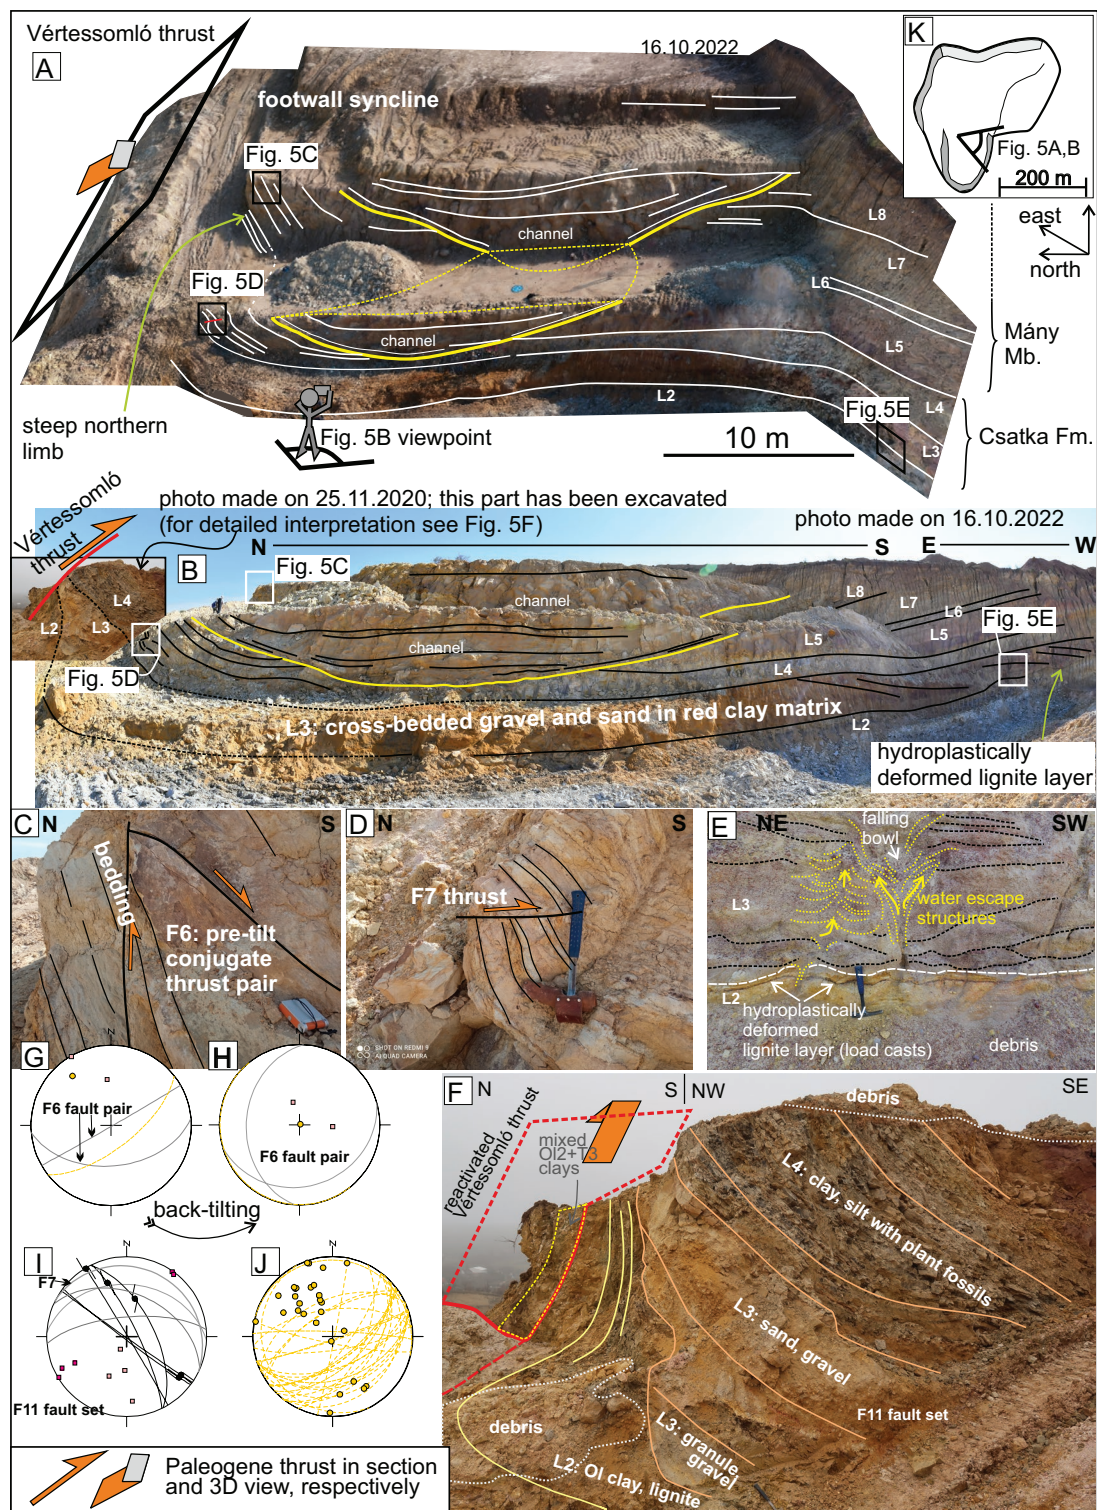 Vértessomló thrust
A
16.10.2022
K
footwall syncline
Fig. 5C
Fig. 5A,B
200 m
channel
L8
east
north
L7
Fig. 5D
L6
Mány
Mb.
channel
L5
L2
L4
Fig.5E
L3
Csatka Fm.
steep northern
limb
Fig. 5B viewpoint
10 m
photo made on 25.11.2020; this part has been excavated
(for detailed interpretation see Fig. 5F)
photo made on 16.10.2022
Vértessomló
thrust
N
S
E
W
B
Fig. 5C
L4
channel
L8
L7
L6
L2
L3
L5
L5
Fig. 5E
channel
Fig. 5D
L4
L3: cross-bedded gravel and sand in red clay matrix
L2
hydroplastically
deformed lignite layer
C
N
S
bedding
F6: pre-tilt
conjugate
thrust pair
D
N
S
F7 thrust
SHOT ON REDMI 9
AI QUAD CAMERA
E
NE
falling
bowl
SW
L3
water escape
structures
L2
hydroplastically
deformed
lignite layer (load casts)
debris
G
N
F6 fault pair
H
N
F6 fault pair
back-tilting
I
N
F7
F11 fault set
J
N
F
N
S
NW
SE
reactivated
Vértessomló thrust
mixed
Ol2+T3
clays
debris
L4: clay, silt with plant fossils
L3: sand, gravel
F11 fault set
debris
L3: granule
gravel
L2: Ol clay, lignite
Paleogene thrust in section
and 3D view, respectively